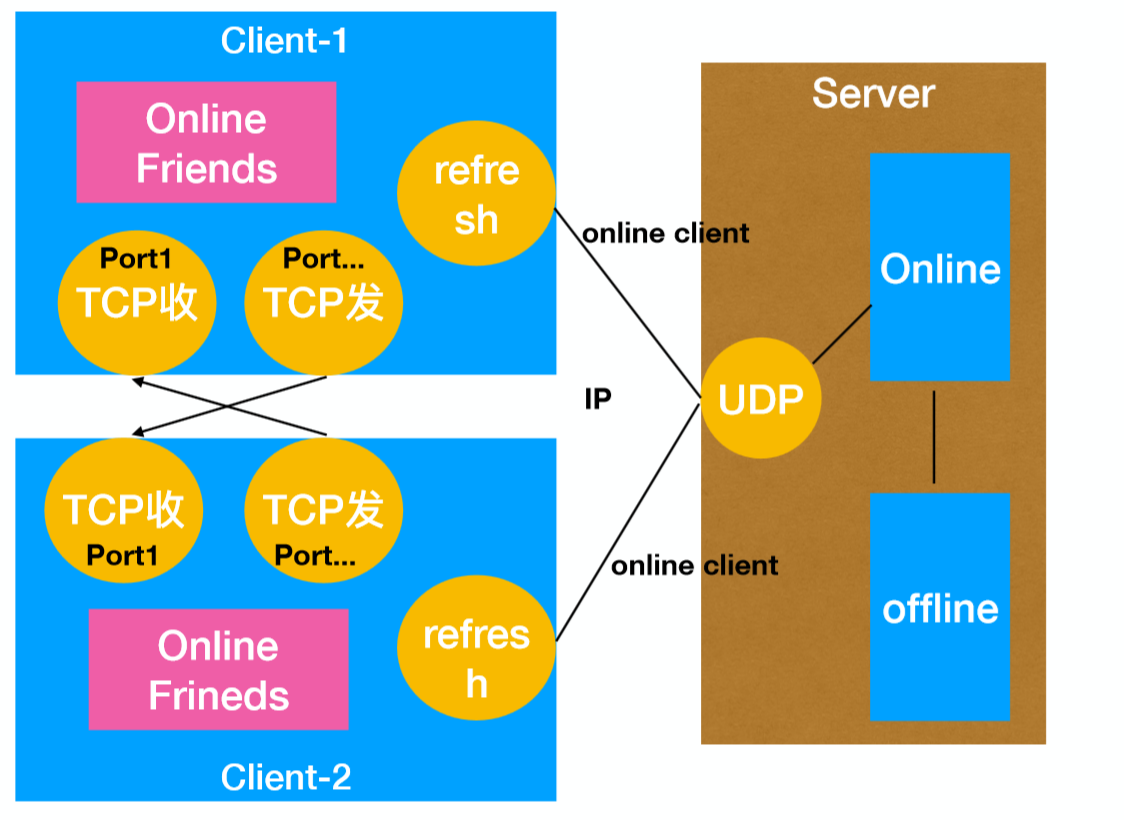 Client-1
Online
Friends
refre
sh
Port1
TCP收
Port...
TCP发
online client
IP
Server
Online
UDP
offline
TCP收
Port1
TCP发
Port...
online client
refres
h
Online
Frineds
Client-2